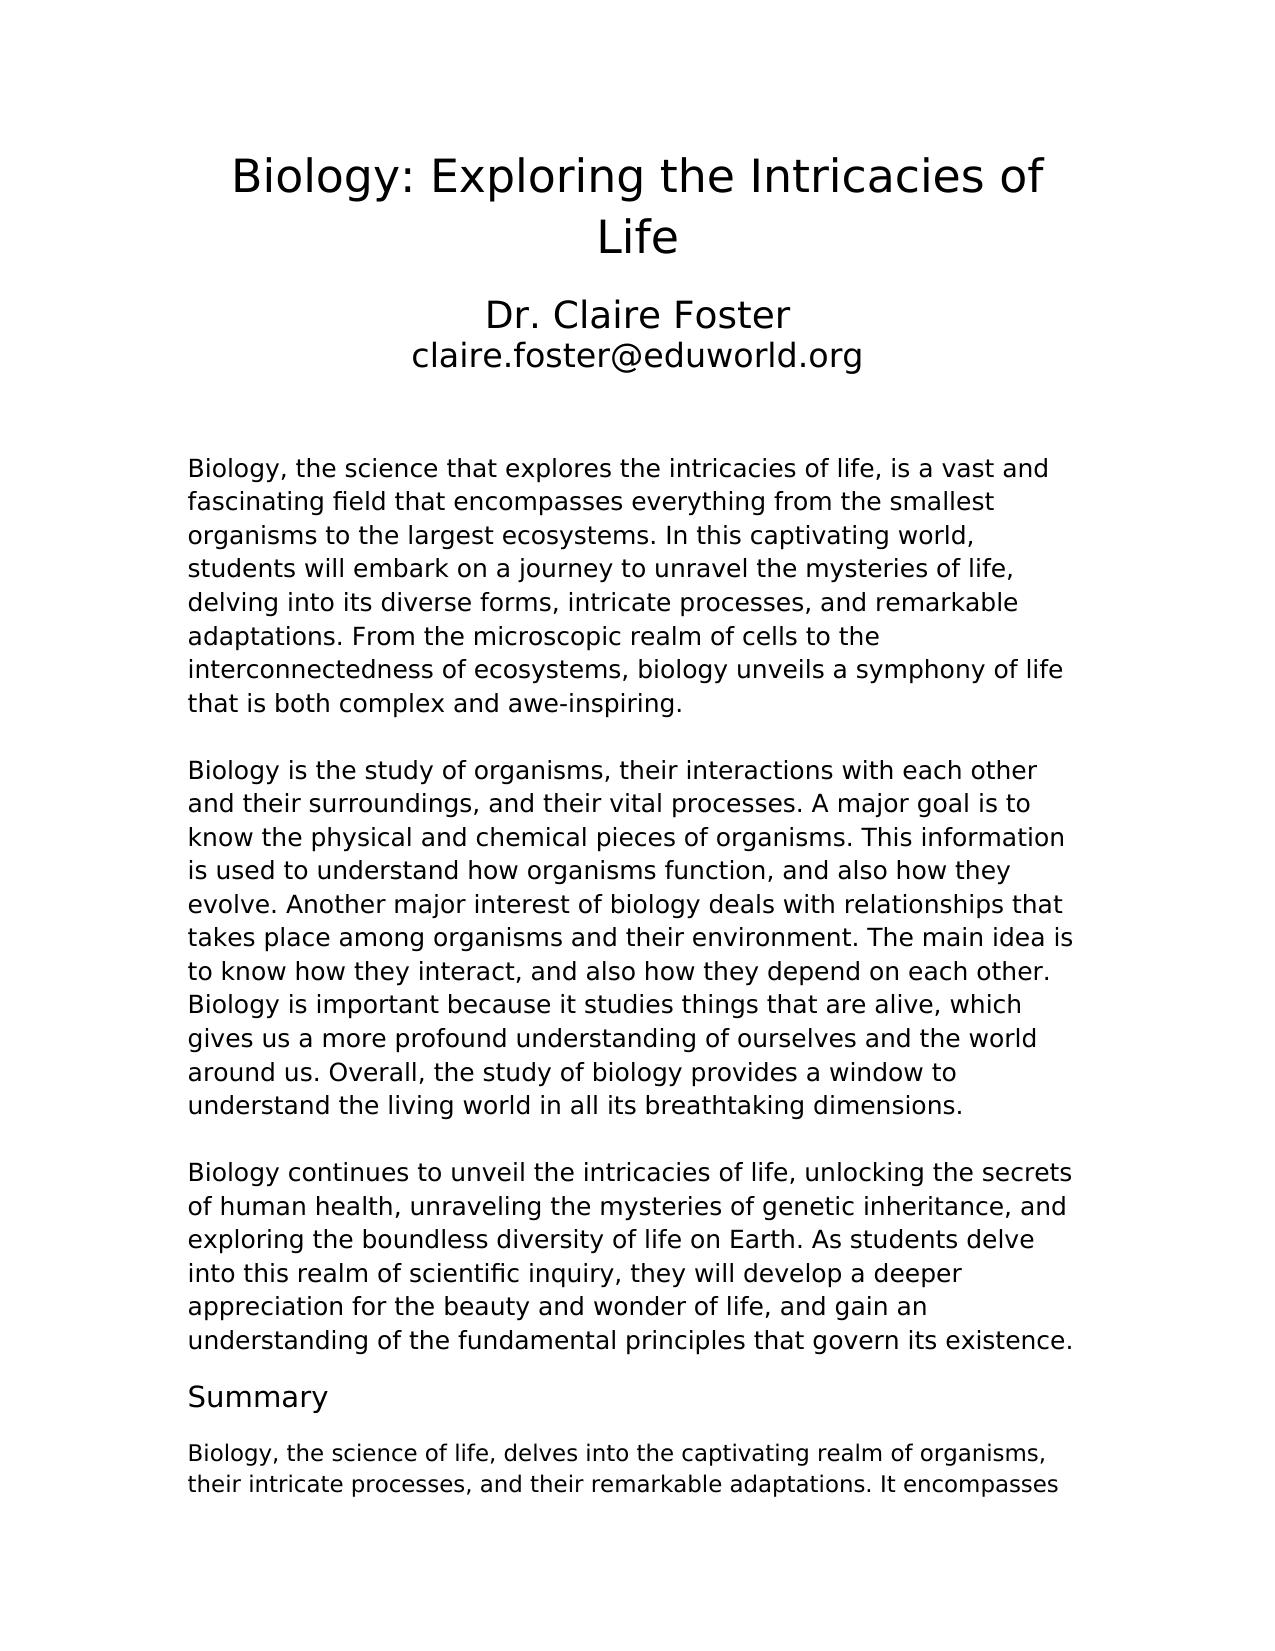 Biology: Exploring the Intricacies of
Life
Dr. Claire Foster
claire.foster@eduworld.org
Biology, the science that explores the intricacies of life, is a vast and
fascinating field that encompasses everything from the smallest
organisms to the largest ecosystems. In this captivating world,
students will embark on a journey to unravel the mysteries of life,
delving into its diverse forms, intricate processes, and remarkable
adaptations. From the microscopic realm of cells to the
interconnectedness of ecosystems, biology unveils a symphony of life
that is both complex and awe-inspiring.
Biology is the study of organisms, their interactions with each other
and their surroundings, and their vital processes. A major goal is to
know the physical and chemical pieces of organisms. This information
is used to understand how organisms function, and also how they
evolve. Another major interest of biology deals with relationships that
takes place among organisms and their environment. The main idea is
to know how they interact, and also how they depend on each other.
Biology is important because it studies things that are alive, which
gives us a more profound understanding of ourselves and the world
around us. Overall, the study of biology provides a window to
understand the living world in all its breathtaking dimensions.
Biology continues to unveil the intricacies of life, unlocking the secrets
of human health, unraveling the mysteries of genetic inheritance, and
exploring the boundless diversity of life on Earth. As students delve
into this realm of scientific inquiry, they will develop a deeper
appreciation for the beauty and wonder of life, and gain an
understanding of the fundamental principles that govern its existence.
Summary
Biology, the science of life, delves into the captivating realm of organisms,
their intricate processes, and their remarkable adaptations. It encompasses